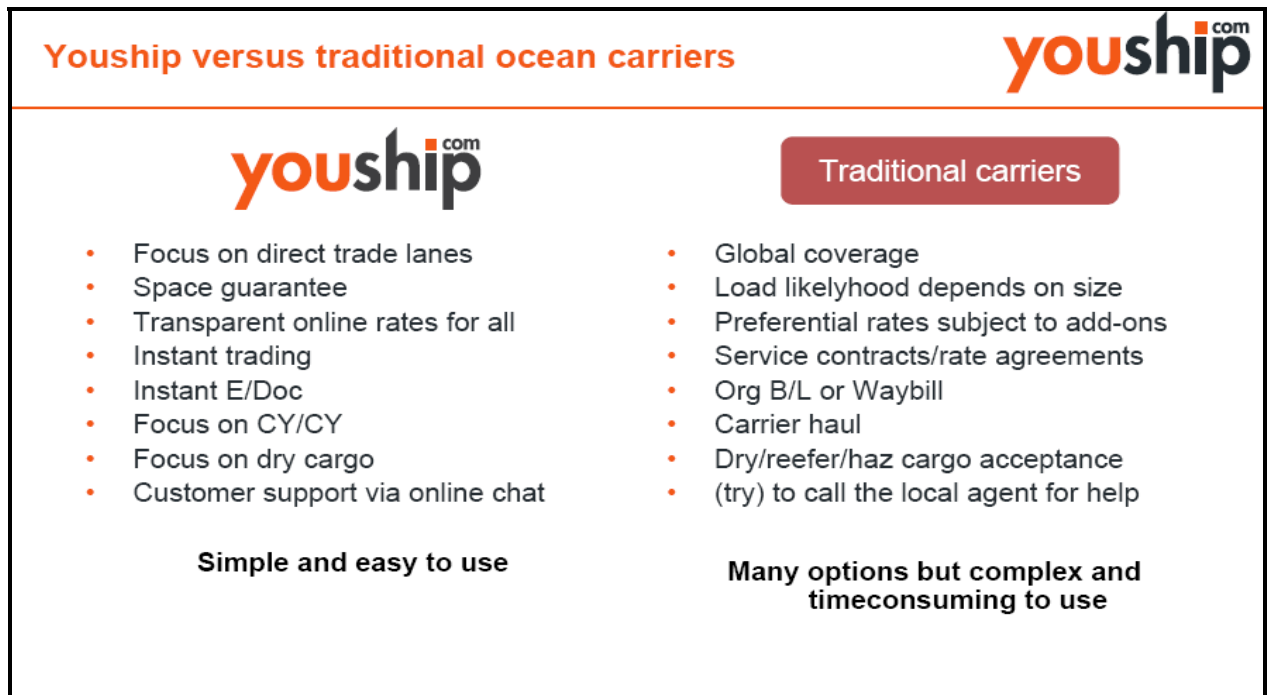 Youship versus traditional ocean carriers
youship.com
youship.com
Traditional carriers
• Focus on direct trade lanes
• Space guarantee
• Transparent online rates for all
• Instant trading
• Instant E/Doc
• Focus on CY/CY
• Focus on dry cargo
• Customer support via online chat
Simple and easy to use
• Global coverage
• Load likelyhood depends on size
• Preferential rates subject to add-ons
• Service contracts/rate agreements
• Org B/L or Waybill
• Carrier haul
• Dry/reefer/haz cargo acceptance
• (try) to call the local agent for help
Many options but complex and
timeconsuming to use